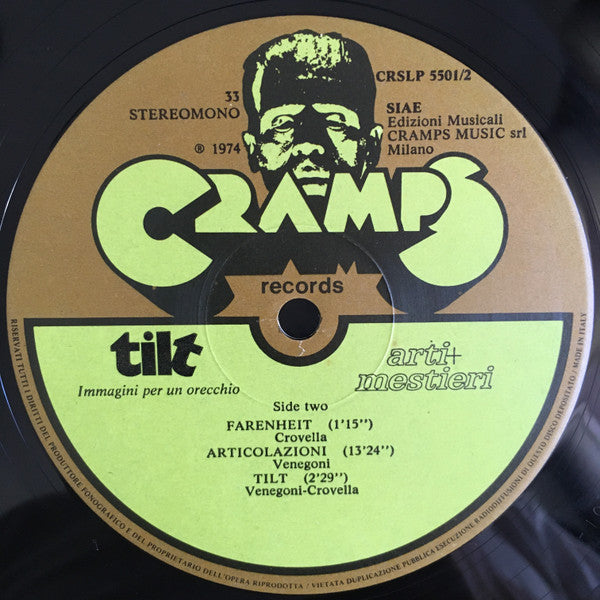 33
STEREOMONO
℗ 1974
CRSLP 5501/2
SIAE
Edizioni Musicali
CRAMPS MUSIC srl
Milano
CRAMPS
records
tilt
Immagini per un orecchio
arti+
mestieri
Side two
FARENHEIT (1'15'')
Crovella
ARTICOLAZIONI (13'24'')
Venegoni
TILT (2'29'')
Venegoni-Crovella
RISERVATI TUTTI I DIRITTI DEL PRODUTTORE FONOGRAFICO E DEL PROPRIETARIO DELL'OPERA RIPRODOTTA / VIETATA DUPLICAZIONE PUBBLICA ESECUZIONE RADIODIFFUSIONI DI QUESTO DISCO DEPOSITATO / MADE IN ITALY